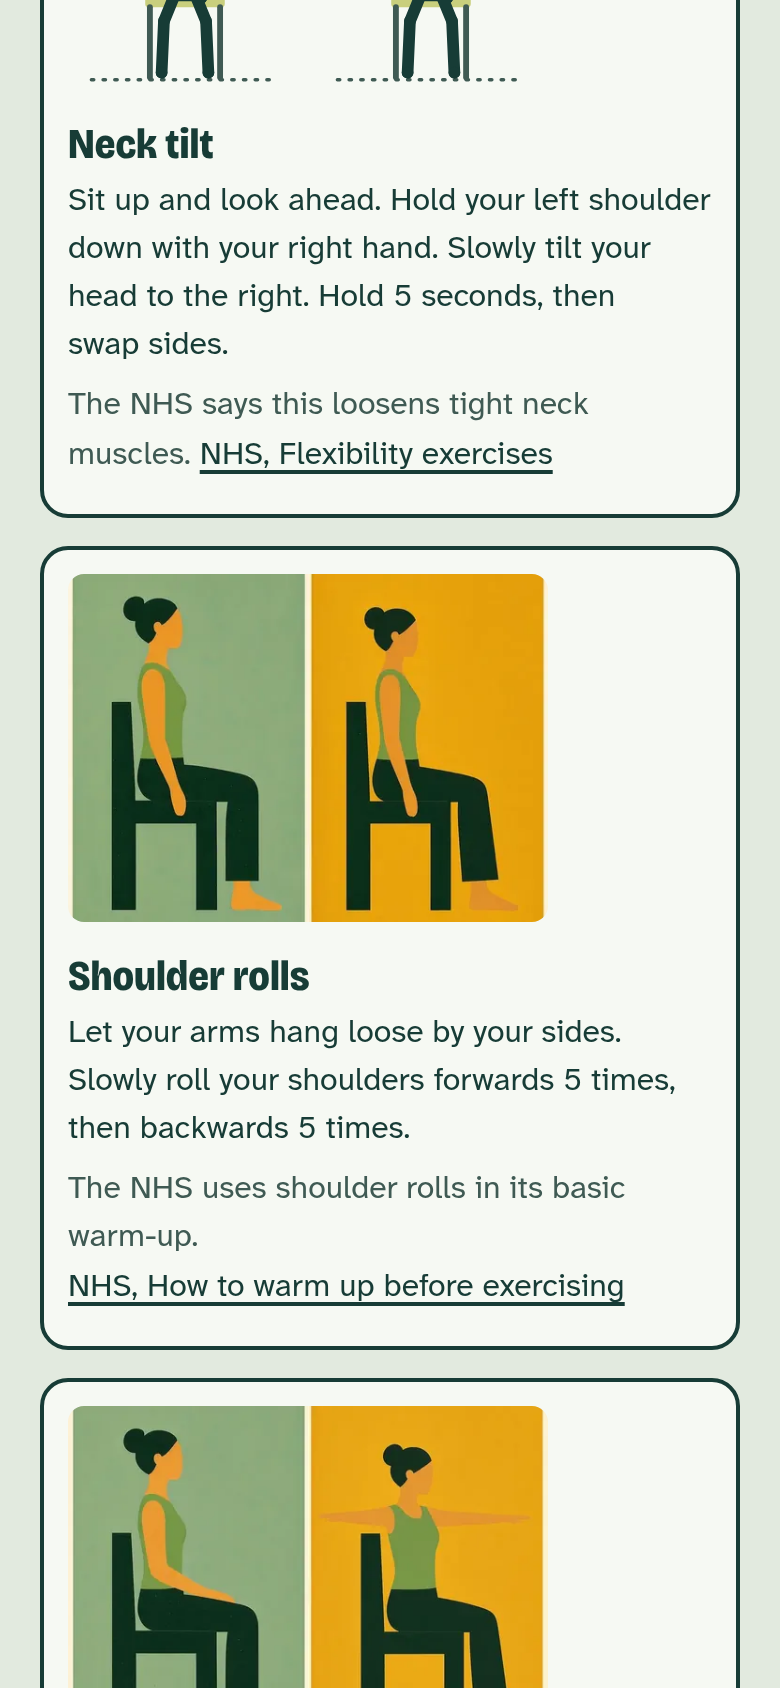 Neck tilt
Sit up and look ahead. Hold your left shoulder
down with your right hand. Slowly tilt your
head to the right. Hold 5 seconds, then
swap sides.
The NHS says this loosens tight neck
muscles. NHS, Flexibility exercises
Shoulder rolls
Let your arms hang loose by your sides.
Slowly roll your shoulders forwards 5 times,
then backwards 5 times.
The NHS uses shoulder rolls in its basic
warm-up.
NHS, How to warm up before exercising